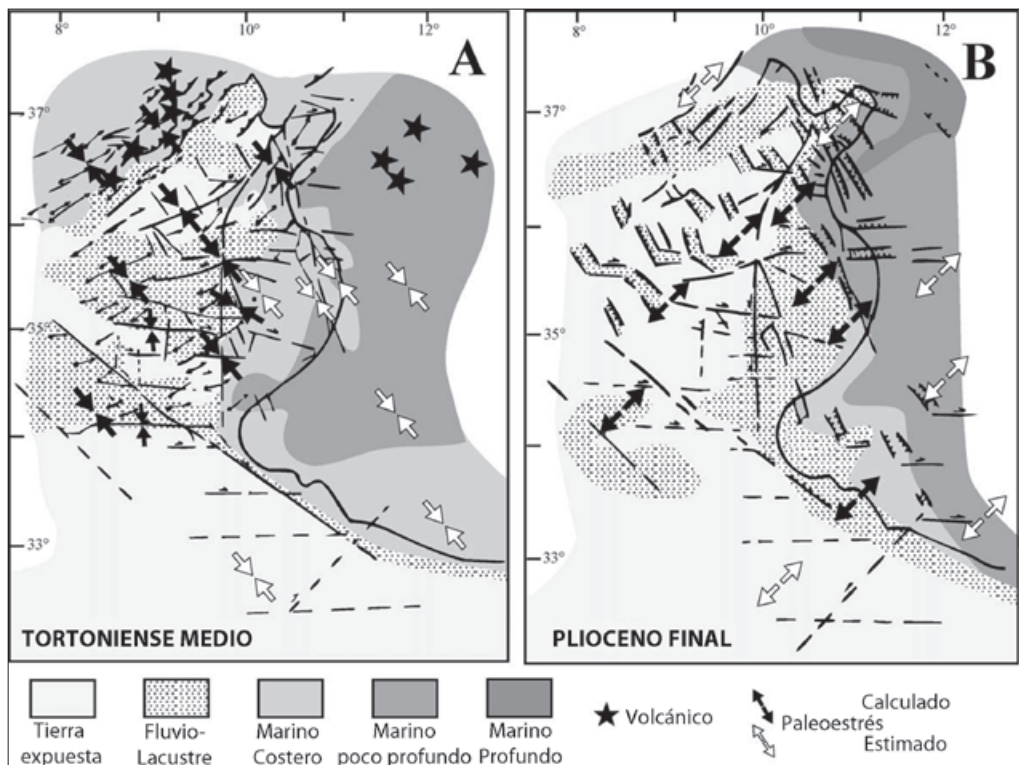 8° 10° 12°
A
37°
36°
35°
33°
TORTONIENSE MEDIO
8° 10° 12°
B
37°
35°
33°
PLIOCENO FINAL
Tierra
expuesta
Fluvio-
Lacustre
Marino
Costero
Marino
poco profundo
Marino
Profundo
Volcánico
Calculado
Paleoestrés
Estimado